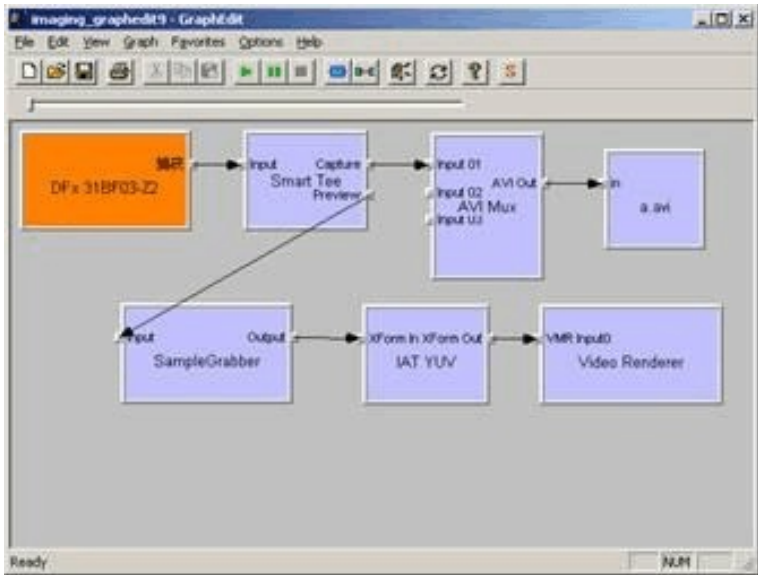 imaging_graphedit9 - GraphEdit
File Edit View Graph Favorites Options Help
DFx 31BF03-Z2
Input Capture
Smart Tee
Preview
Input 01
AVI Out
Input 02
AVI Mux
Input 03
in
a.avi
Input Output
SampleGrabber
XForm In XForm Out
IAT YUV
VMR Input0
Video Renderer
Ready NUM